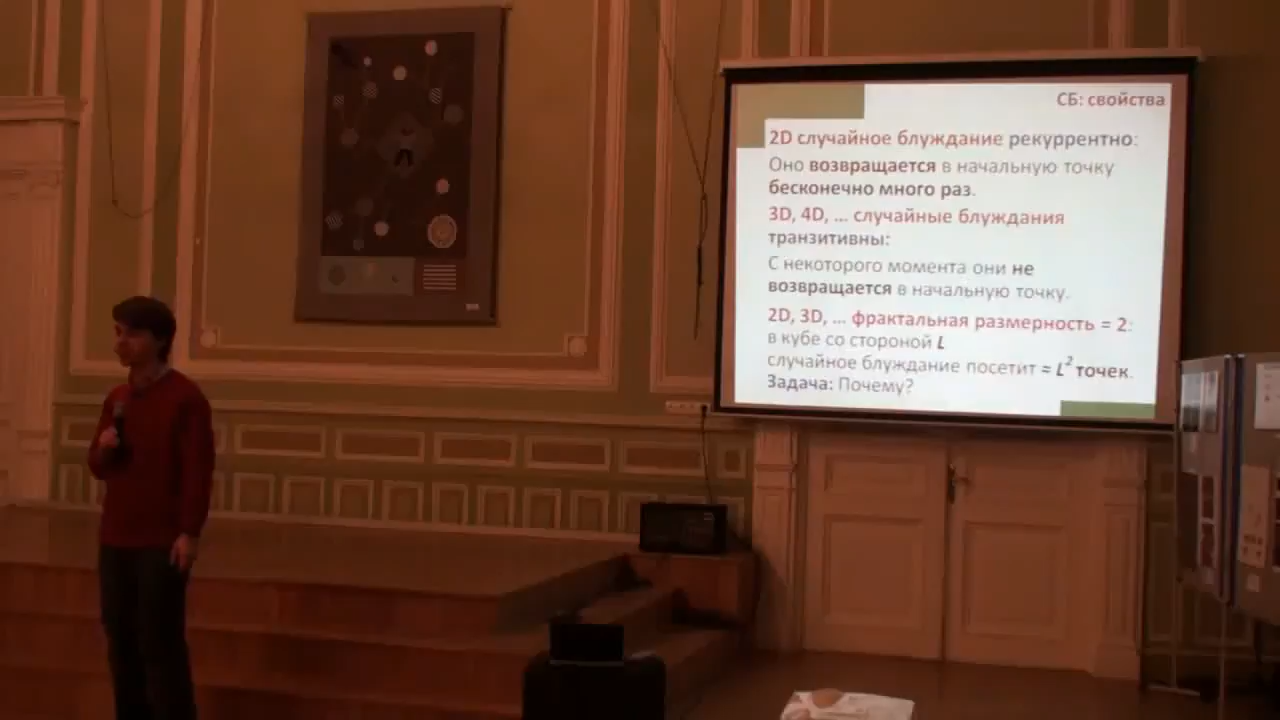 СБ: свойства
2D случайное блуждание рекуррентно:
Оно возвращается в начальную точку
бесконечно много раз.
3D, 4D, ... случайные блуждания
транзитивны:
С некоторого момента они не
возвращается в начальную точку.
2D, 3D, ... фрактальная размерность = 2:
в кубе со стороной L
случайное блуждание посетит ≈ L² точек.
Задача: Почему?